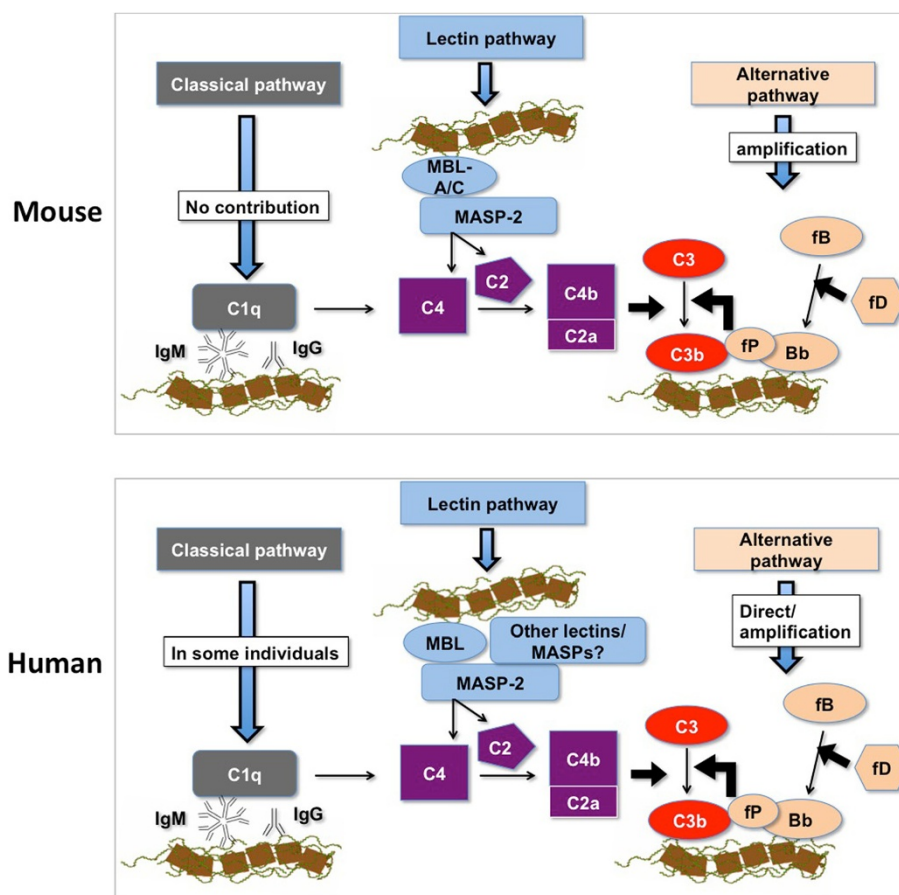 Mouse
Classical pathway
No contribution
C1q
IgM
IgG
Lectin pathway
MBL-
A/C
MASP-2
C4
C2
C4b
C2a
Alternative
pathway
amplification
C3
fB
fD
C3b
fP
Bb
Human
Classical pathway
In some individuals
C1q
IgM
IgG
Lectin pathway
MBL
Other lectins/
MASPs?
MASP-2
C4
C2
C4b
C2a
Alternative
pathway
Direct/
amplification
C3
fB
fD
C3b
fP
Bb